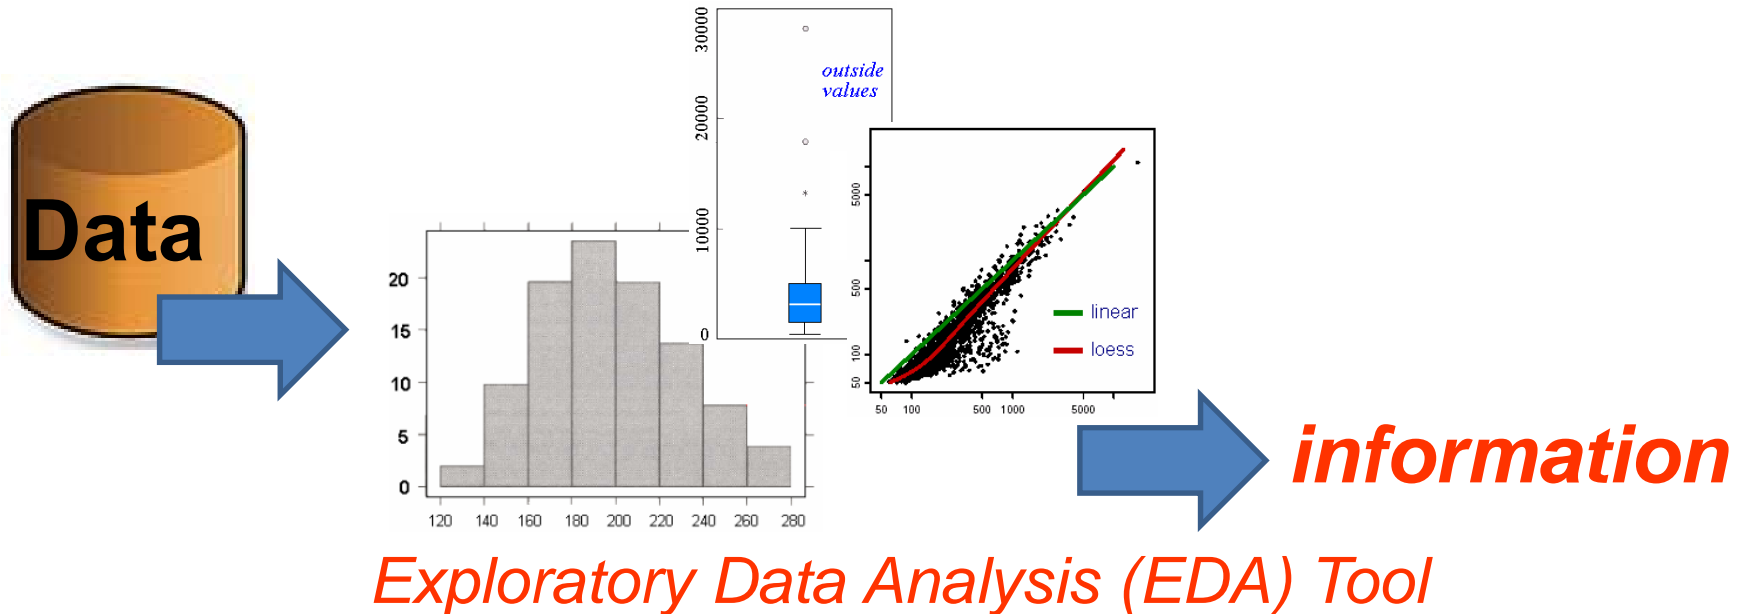 Data
20
15
10
5
0
120 140 160 180 200 220 240 260 280
30000
20000
10000
0
outside
values
5000
500
100
50
50 100 500 1000 5000
linear
loess
information
Exploratory Data Analysis (EDA) Tool